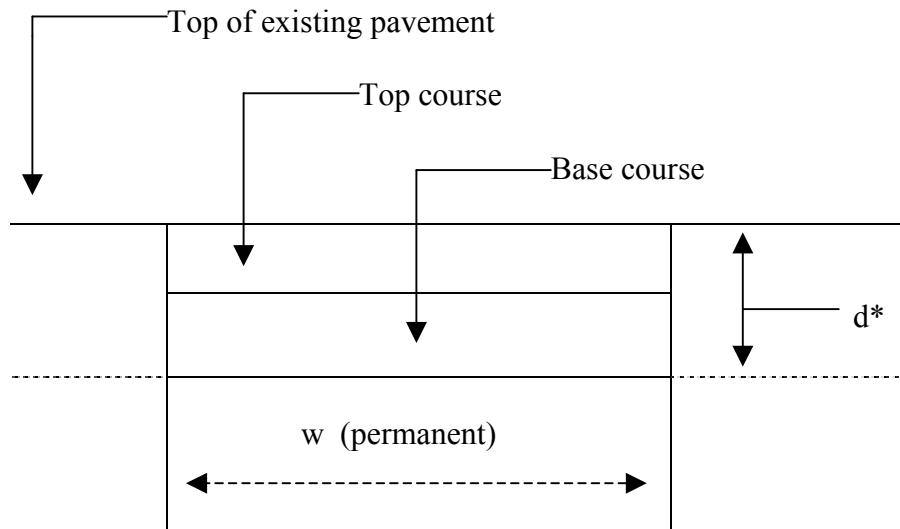 Top of existing pavement
Top course
Base course
d*
w (permanent)